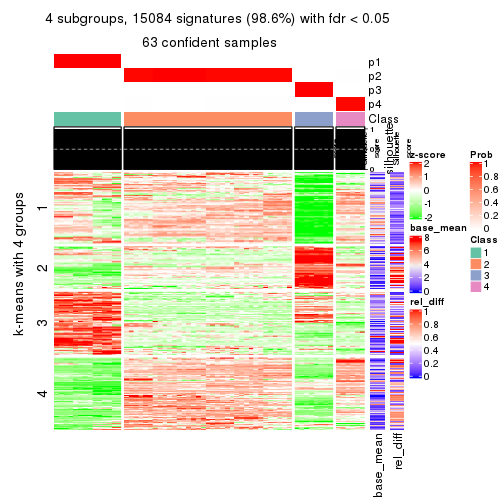 4 subgroups, 15084 signatures (98.6%) with fdr < 0.05
63 confident samples
p1
p2
p3
p4
Class
1
0.5
0
silhouette
score
k-means with 4 groups
1
2
3
4
base_mean
rel_diff
z-score
2
1
0
-1
-2
base_mean
8
6
4
2
0
rel_diff
1
0.8
0.6
0.4
0.2
0
Prob
1
0.8
0.6
0.4
0.2
0
Class
1
2
3
4